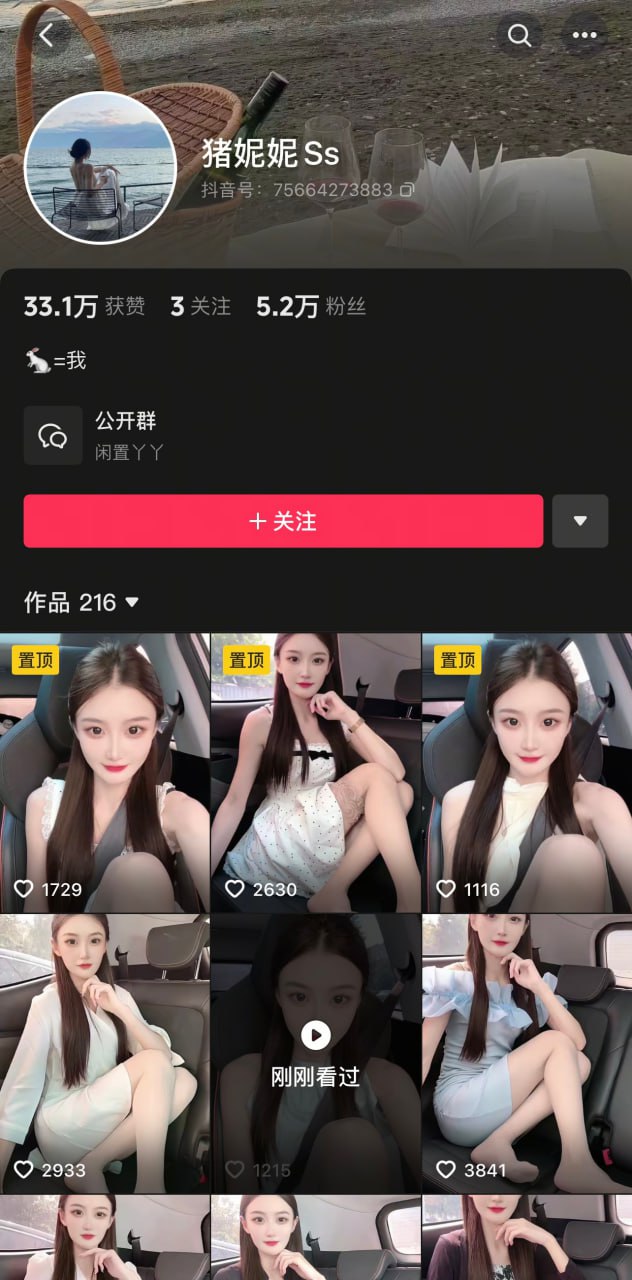 猪妮妮Ss
抖音号：75664273883
33.1万 获赞 3 关注 5.2万 粉丝
🐇=我
公开群
闲置丫丫
＋关注
作品 216
置顶 置顶 置顶
1729 2630 1116
刚刚看过
2933 1215 3841